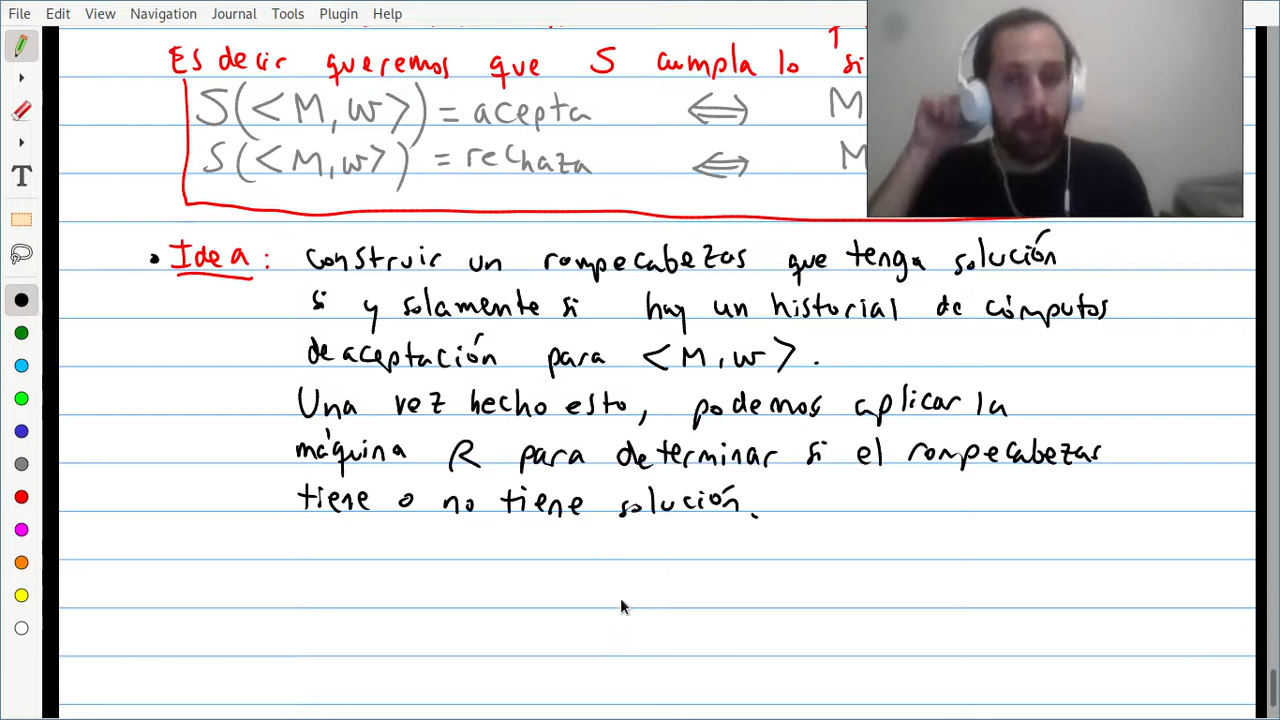 File Edit View Navigation Journal Tools Plugin Help
Es decir queremos que S cumpla lo si
S(<M, w>) = acepta ⟺ M
S(<M, w>) = rechaza ⟺ M
• Idea: construir un rompecabezas que tenga solución
si y solamente si hay un historial de cómputos
de aceptación para <M, w>.
Una vez hecho esto, podemos aplicar la
máquina R para determinar si el rompecabezas
tiene o no tiene solución.